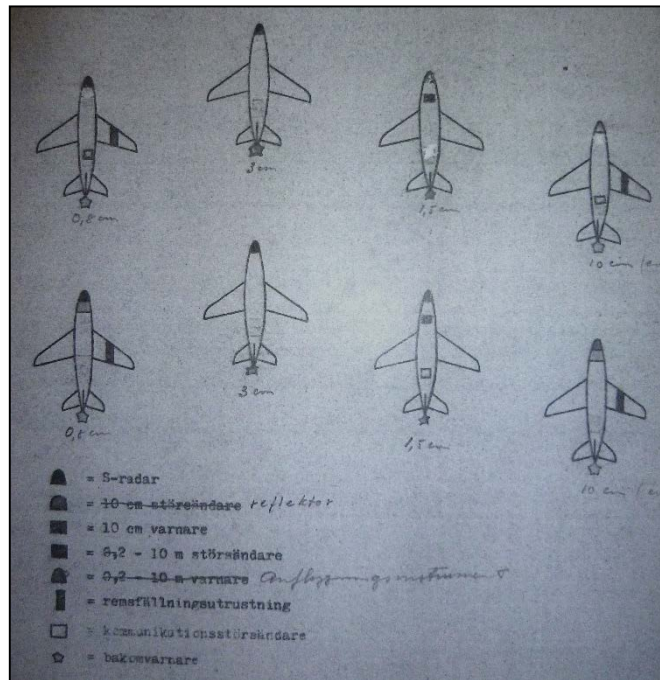 3 cm
0,8 cm
1,5 cm
10 cm
3 cm
0,8 cm
1,5 cm
10 cm
= S-radar
= 10 cm störsändare reflektor
= 10 cm varnare
= 0,2 - 10 m störsändare
= 0,2 - 10 m varnare
= remsfällningsutrustning
= kommunikutionsstörsändare
= bakomvarnare